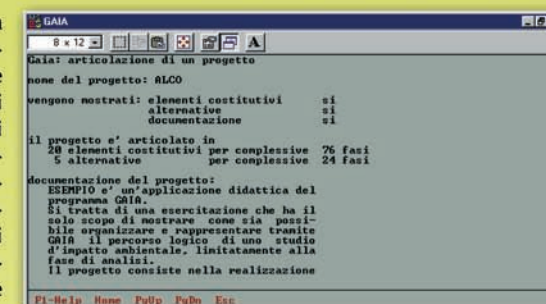 GAIA
8 x 12 A
Gaia: articolazione di un progetto
nome del progetto: ALCO
vengono mostrati: elementi costitutivi si
alternative si
documentazione si
il progetto e' articolato in
20 elementi costitutivi per complessive 76 fasi
5 alternative per complessive 24 fasi
documentazione del progetto:
ESEMPIO e' un'applicazione didattica del
programma GAIA.
Si tratta di una esercitazione che ha il
solo scopo di mostrare come sia possi-
bile organizzare e rappresentare tramite
GAIA il percorso logico di uno studio
d'impatto ambientale, limitatamente alla
fase di analisi.
Il progetto consiste nella realizzazione
F1-Help Home PgUp PgDn Esc